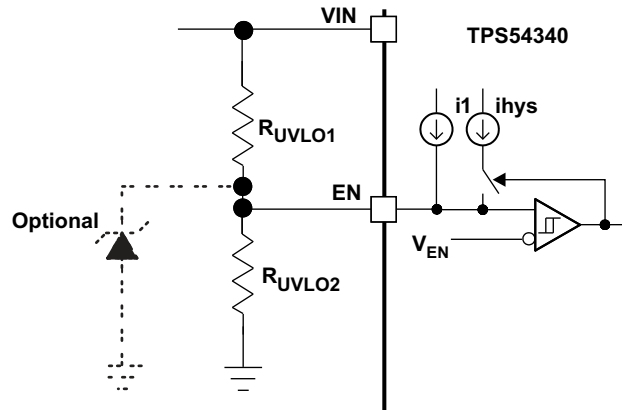 VIN
TPS54340
i1 ihys
RUVLO1
EN
Optional
VEN
RUVLO2